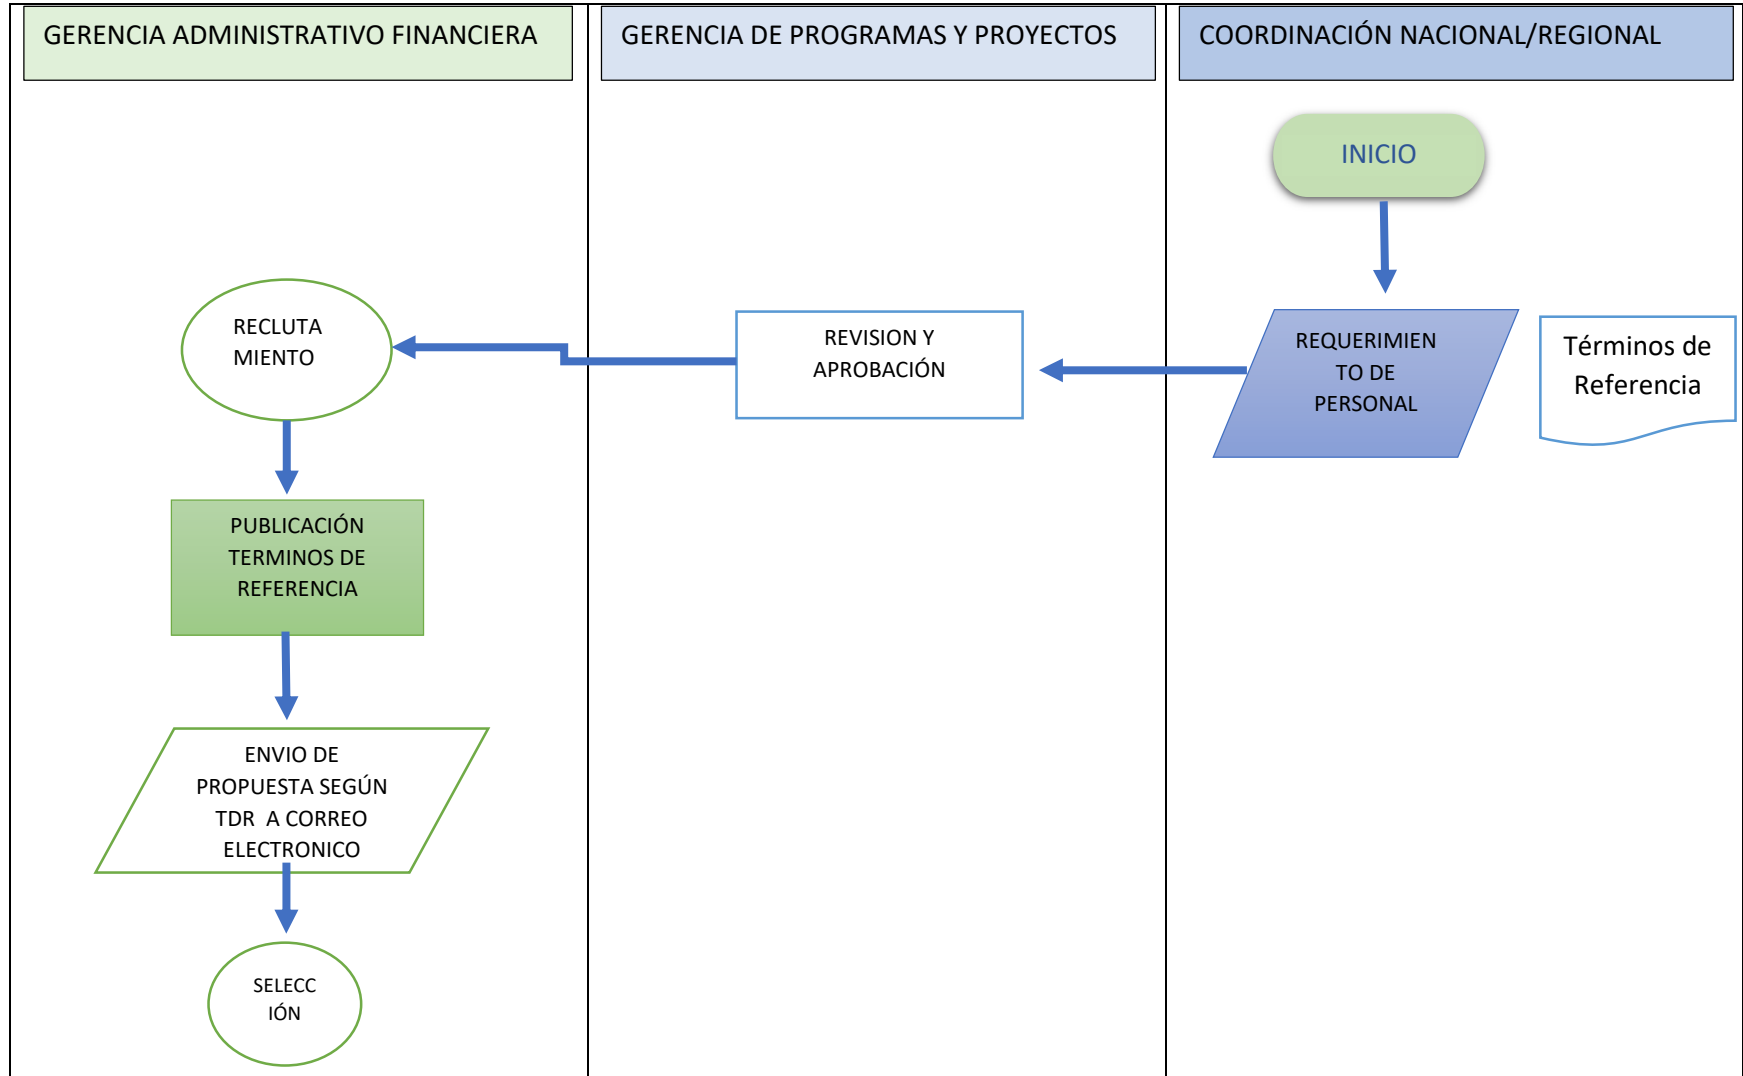 GERENCIA ADMINISTRATIVO FINANCIERA
GERENCIA DE PROGRAMAS Y PROYECTOS
COORDINACIÓN NACIONAL/REGIONAL
INICIO
REQUERIMIEN
TO DE
PERSONAL
Términos de
Referencia
REVISION Y
APROBACIÓN
RECLUTA
MIENTO
PUBLICACIÓN
TERMINOS DE
REFERENCIA
ENVIO DE
PROPUESTA SEGÚN
TDR A CORREO
ELECTRONICO
SELECC
IÓN